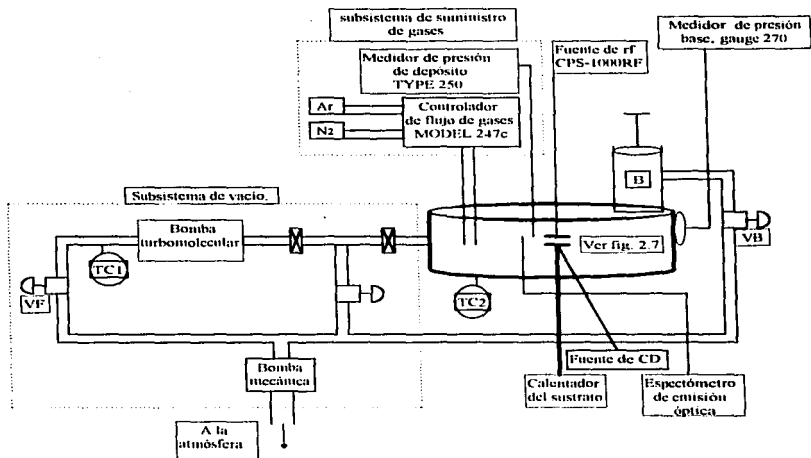 subsistema de suministro
de gases
Medidor de presión
de depósito
TYPE 250
Ar
N2
Controlador
de flujo de gases
MODEL 247c
Fuente de rf
CPS-1000RF
Medidor de presión
base, gauge 270
B
VB
Subsistema de vacio.
Bomba
turbomolecular
TC1
VF
Ver fig. 2.7
TC2
Bomba
mecánica
A la
atmósfera
Fuente de CD
Calentador
del sustrato
Espectómetro
de emisión
óptica